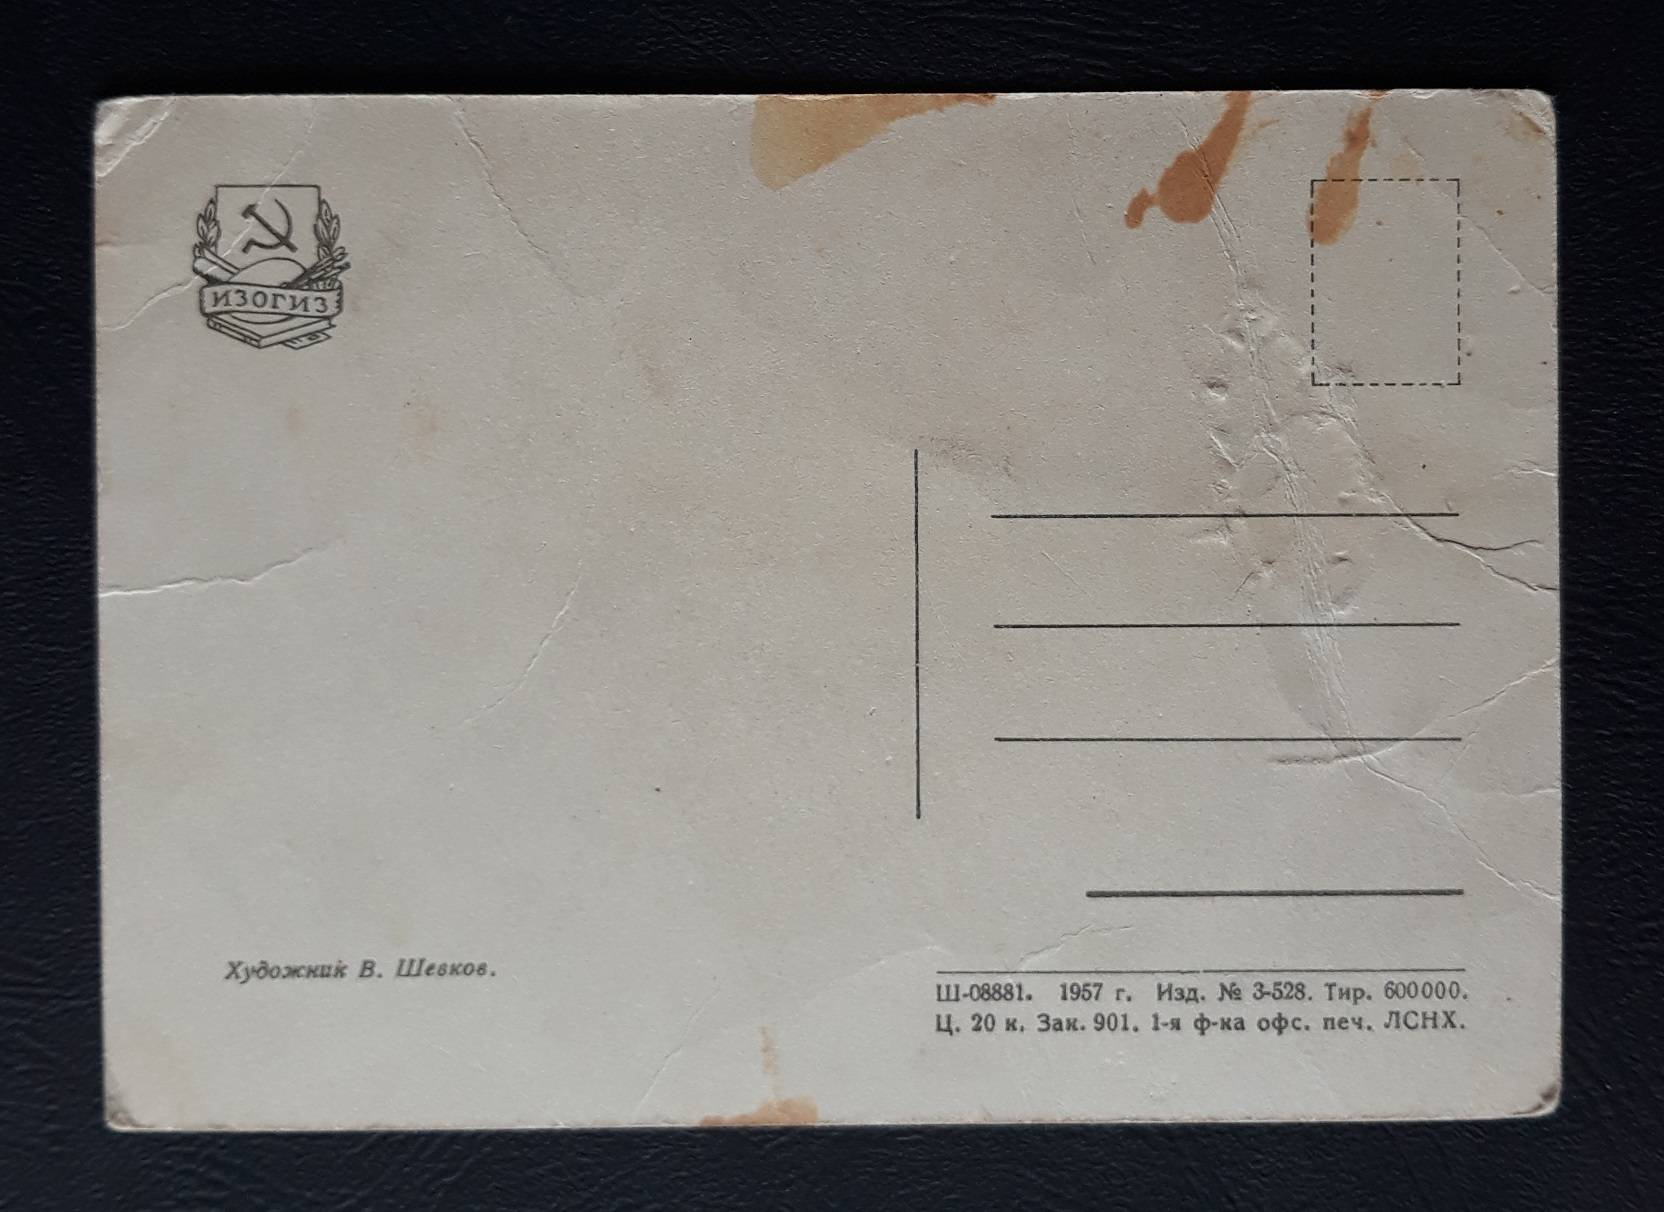 ИЗОГИЗ
Художник В. Шевков.
Ш-08881. 1957 г. Изд. № 3-528. Тир. 600000.
Ц. 20 к. Зак. 901. 1-я ф-ка офс. печ. ЛСНХ.